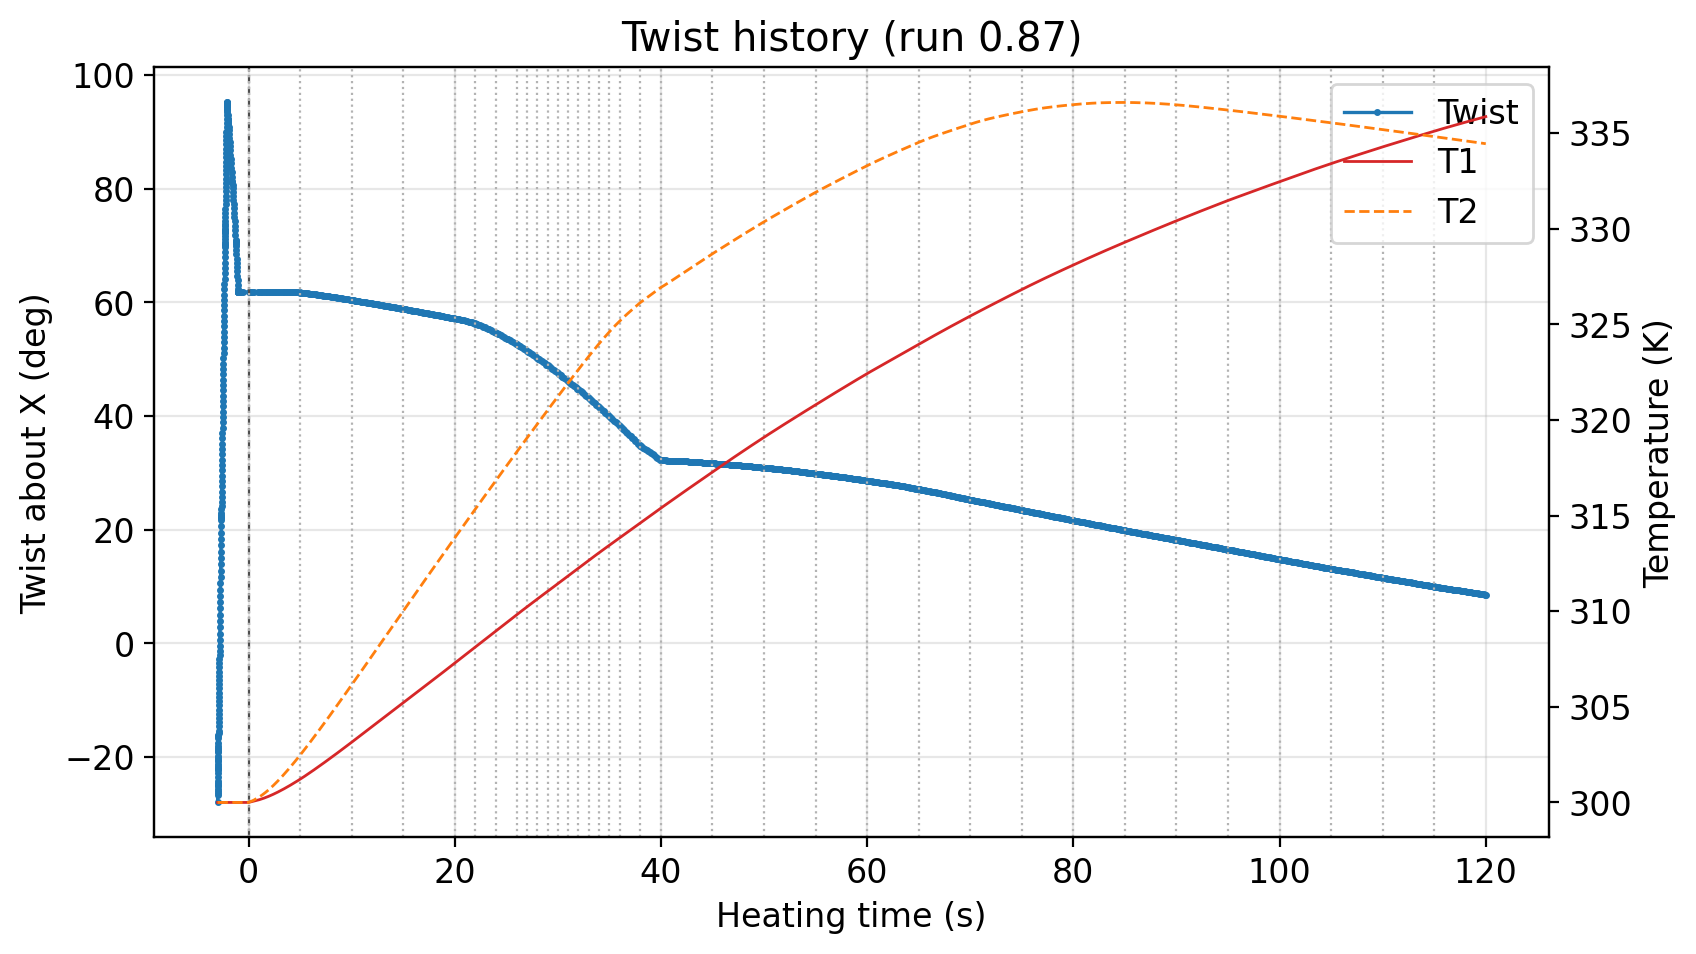 Twist history (run 0.87)
Twist about X (deg)
100
80
60
40
20
0
−20
Twist
T1
T2
335
330
325
320
315
310
305
300
Temperature (K)
0 20 40 60 80 100 120
Heating time (s)